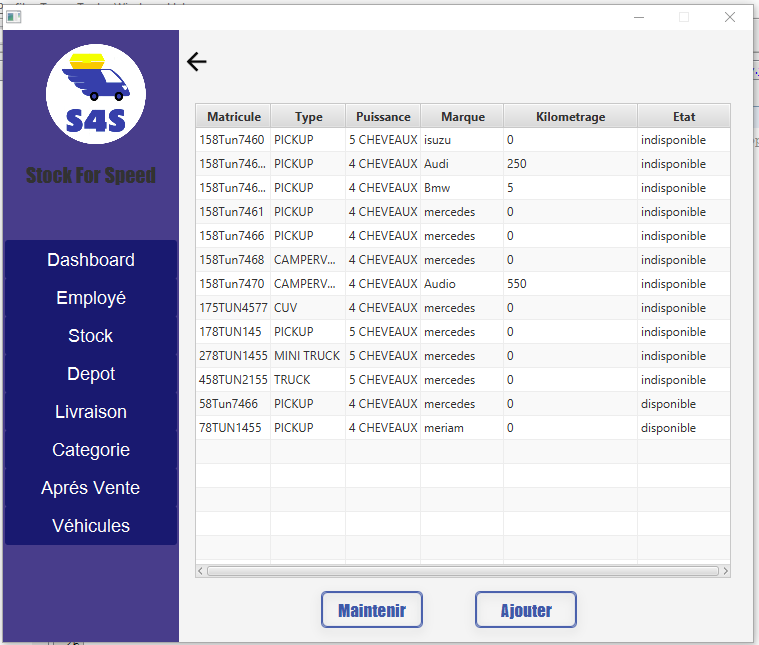 S4S
Stock For Speed
Dashboard
Employé
Stock
Depot
Livraison
Categorie
Aprés Vente
Véhicules
Matricule Type Puissance Marque Kilometrage Etat
158Tun7460 PICKUP 5 CHEVEAUX isuzu 0 indisponible
158Tun746... PICKUP 4 CHEVEAUX Audi 250 indisponible
158Tun746... PICKUP 4 CHEVEAUX Bmw 5 indisponible
158Tun7461 PICKUP 4 CHEVEAUX mercedes 0 indisponible
158Tun7466 PICKUP 4 CHEVEAUX mercedes 0 indisponible
158Tun7468 CAMPERV... 4 CHEVEAUX mercedes 0 indisponible
158Tun7470 CAMPERV... 4 CHEVEAUX Audio 550 indisponible
175TUN4577 CUV 4 CHEVEAUX mercedes 0 indisponible
178TUN145 PICKUP 5 CHEVEAUX mercedes 0 indisponible
278TUN1455 MINI TRUCK 5 CHEVEAUX mercedes 0 indisponible
458TUN2155 TRUCK 5 CHEVEAUX mercedes 0 indisponible
58Tun7466 PICKUP 4 CHEVEAUX mercedes 0 disponible
78TUN1455 PICKUP 4 CHEVEAUX meriam 0 disponible
Maintenir Ajouter